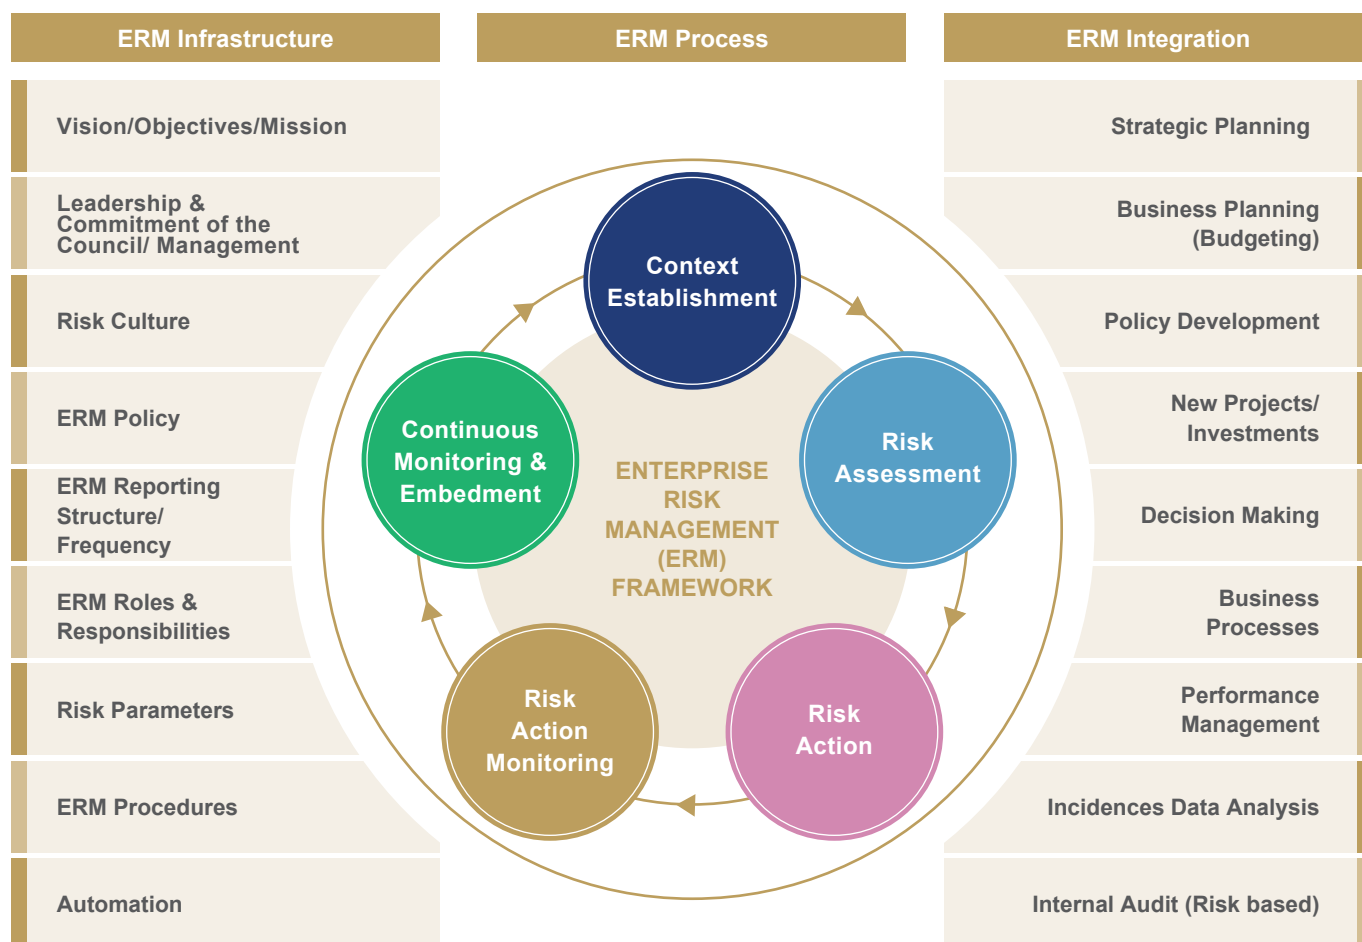 ERM Infrastructure
Vision/Objectives/Mission
Leadership &
Commitment of the
Council/ Management
Risk Culture
ERM Policy
ERM Reporting
Structure/
Frequency
ERM Roles &
Responsibilities
Risk Parameters
ERM Procedures
Automation
ERM Process
Context
Establishment
Risk
Assessment
Risk
Action
Risk
Action
Monitoring
Continuous
Monitoring &
Embedment
ENTERPRISE
RISK
MANAGEMENT
(ERM)
FRAMEWORK
ERM Integration
Strategic Planning
Business Planning
(Budgeting)
Policy Development
New Projects/
Investments
Decision Making
Business
Processes
Performance
Management
Incidences Data Analysis
Internal Audit (Risk based)